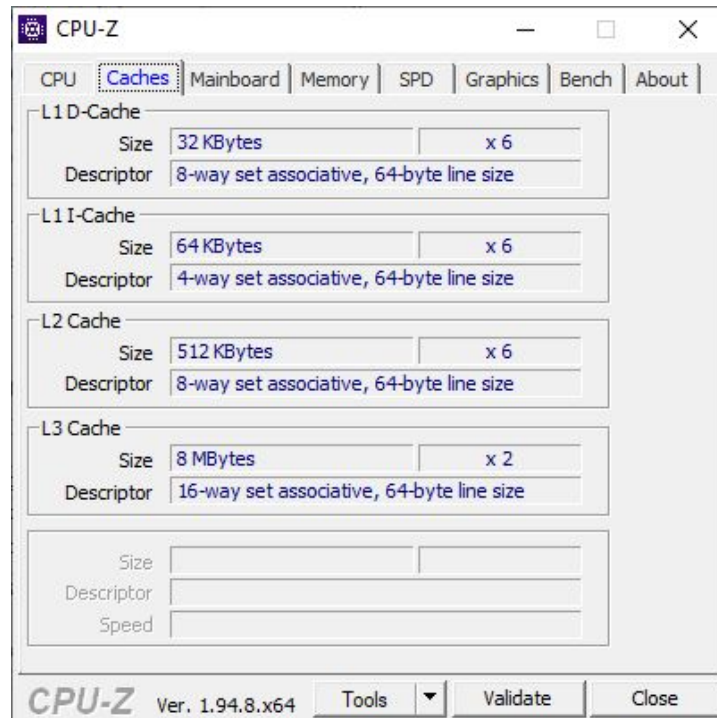 CPU-Z
CPU Caches Mainboard Memory SPD Graphics Bench About
L1 D-Cache
Size 32 KBytes x 6
Descriptor 8-way set associative, 64-byte line size
L1 I-Cache
Size 64 KBytes x 6
Descriptor 4-way set associative, 64-byte line size
L2 Cache
Size 512 KBytes x 6
Descriptor 8-way set associative, 64-byte line size
L3 Cache
Size 8 MBytes x 2
Descriptor 16-way set associative, 64-byte line size
Size
Descriptor
Speed
CPU-Z Ver. 1.94.8.x64 Tools Validate Close